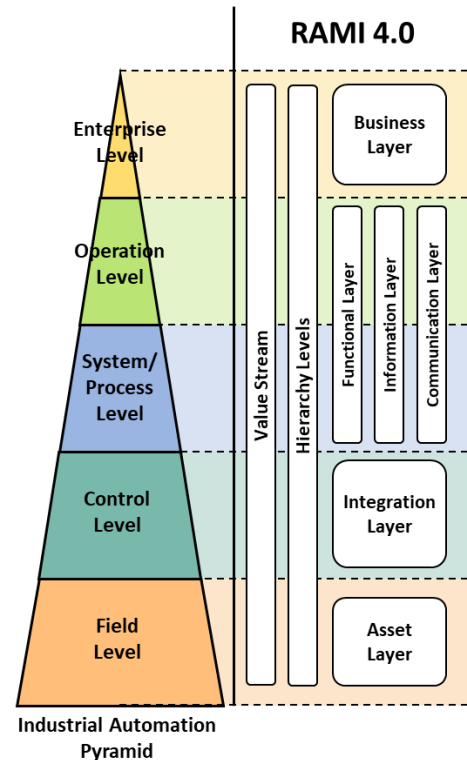 RAMI 4.0
Enterprise
Level
Operation
Level
System/
Process
Level
Control
Level
Field
Level
Industrial Automation
Pyramid
Value Stream
Hierarchy Levels
Business
Layer
Functional Layer
Information Layer
Communication Layer
Integration
Layer
Asset
Layer